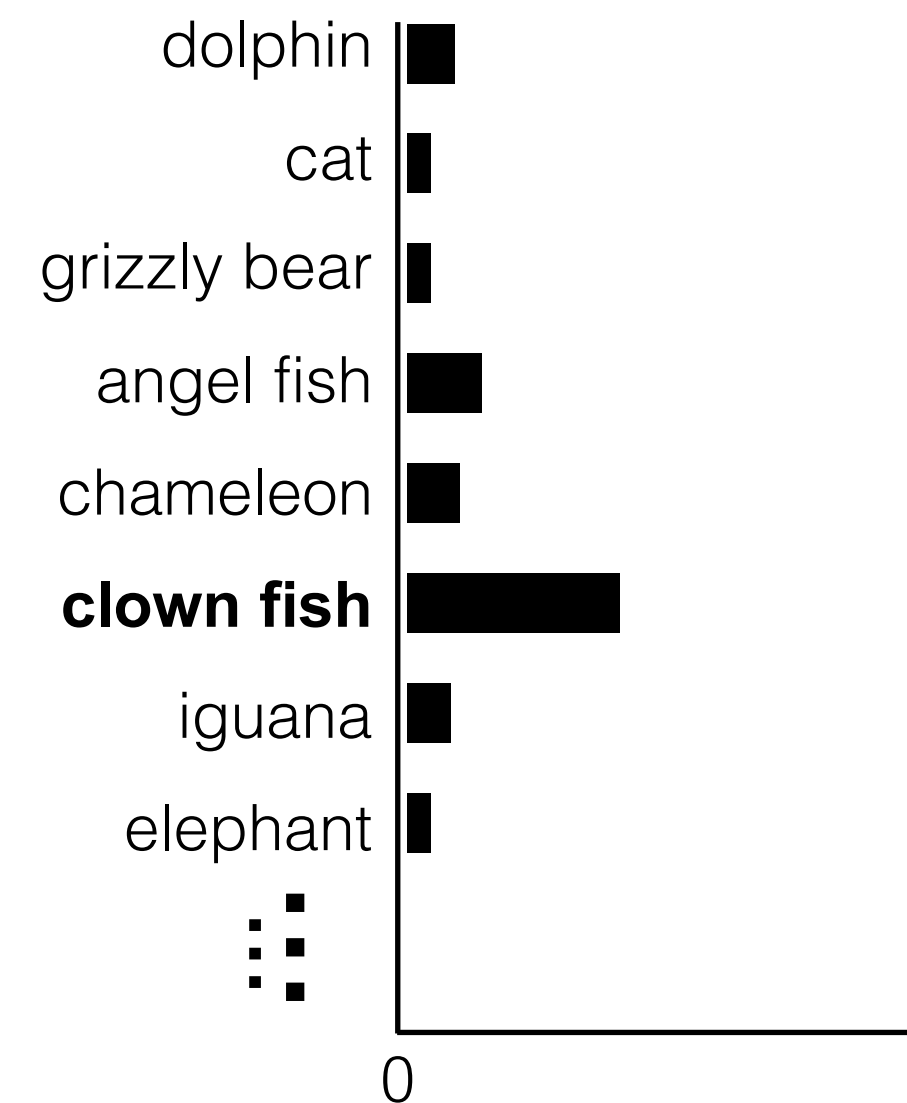 dolphin
cat
grizzly bear
angel fish
chameleon
clown fish
iguana
elephant
0